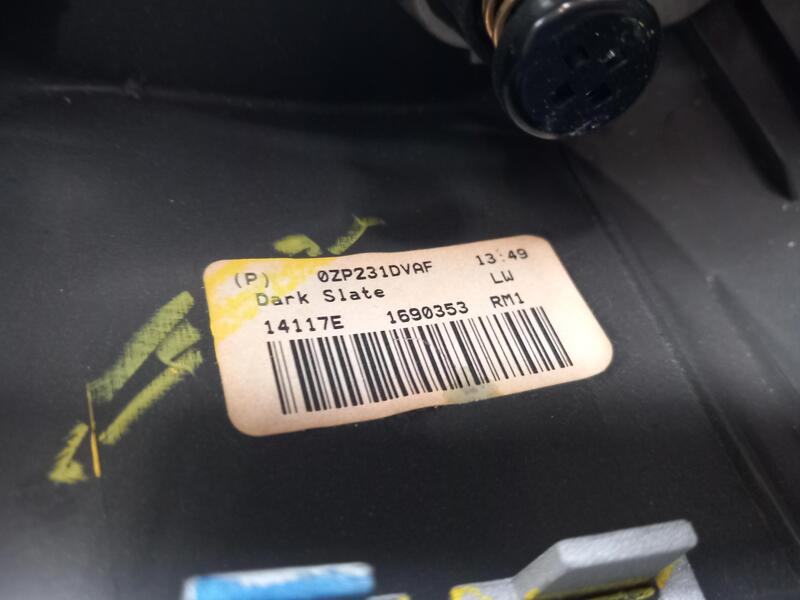 (P) 0ZP231DVAF 13:49
Dark Slate LW
14117E 1690353 RM1